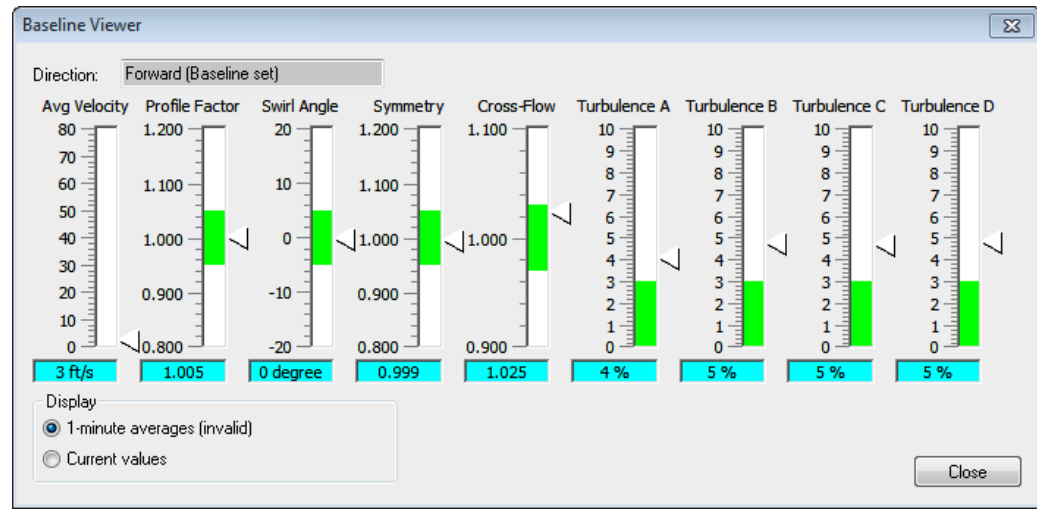 Baseline Viewer
Direction: Forward (Baseline set)
Avg Velocity Profile Factor Swirl Angle Symmetry Cross-Flow Turbulence A Turbulence B Turbulence C Turbulence D
80 1.200 20 1.200 1.100 10 10 10 10
70 9 9 9 9
60 1.100 10 1.100 8 8 8 8
7 7 7 7
50 6 6 6 6
40 1.000 0 1.000 1.000 5 5 5 5
30 4 4 4 4
3 3 3 3
20 0.900 -10 0.900 2 2 2 2
10 1 1 1 1
0 0.800 -20 0.800 0.900 0 0 0 0
3 ft/s 1.005 0 degree 0.999 1.025 4 % 5 % 5 % 5 %
Display
1-minute averages (invalid)
Current values
Close